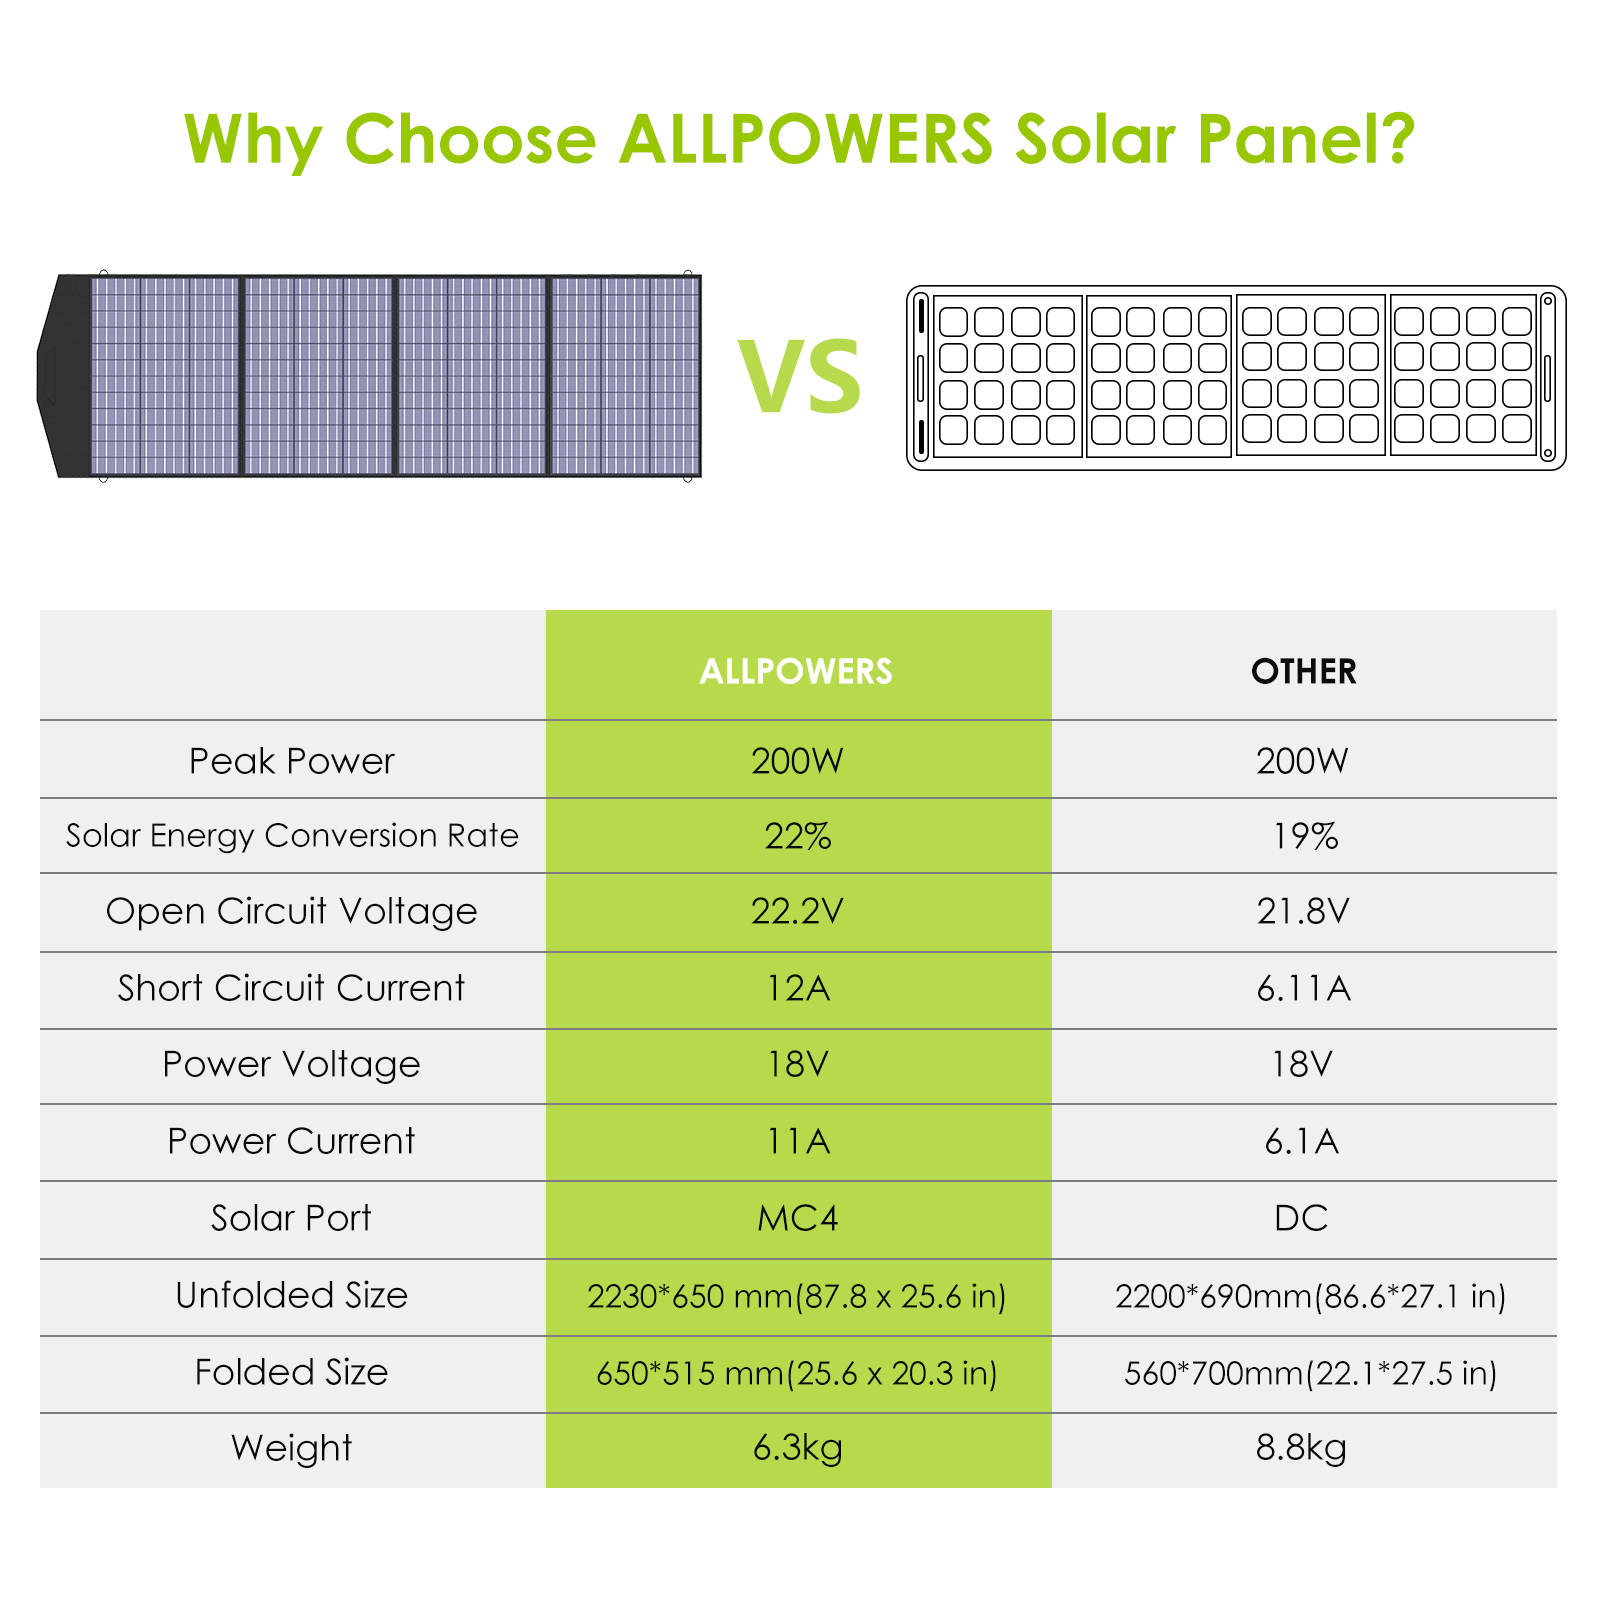 Why Choose ALLPOWERS Solar Panel?
VS
ALLPOWERS OTHER
Peak Power 200W 200W
Solar Energy Conversion Rate 22% 19%
Open Circuit Voltage 22.2V 21.8V
Short Circuit Current 12A 6.11A
Power Voltage 18V 18V
Power Current 11A 6.1A
Solar Port MC4 DC
Unfolded Size 2230*650 mm(87.8 x 25.6 in) 2200*690mm(86.6*27.1 in)
Folded Size 650*515 mm(25.6 x 20.3 in) 560*700mm(22.1*27.5 in)
Weight 6.3kg 8.8kg